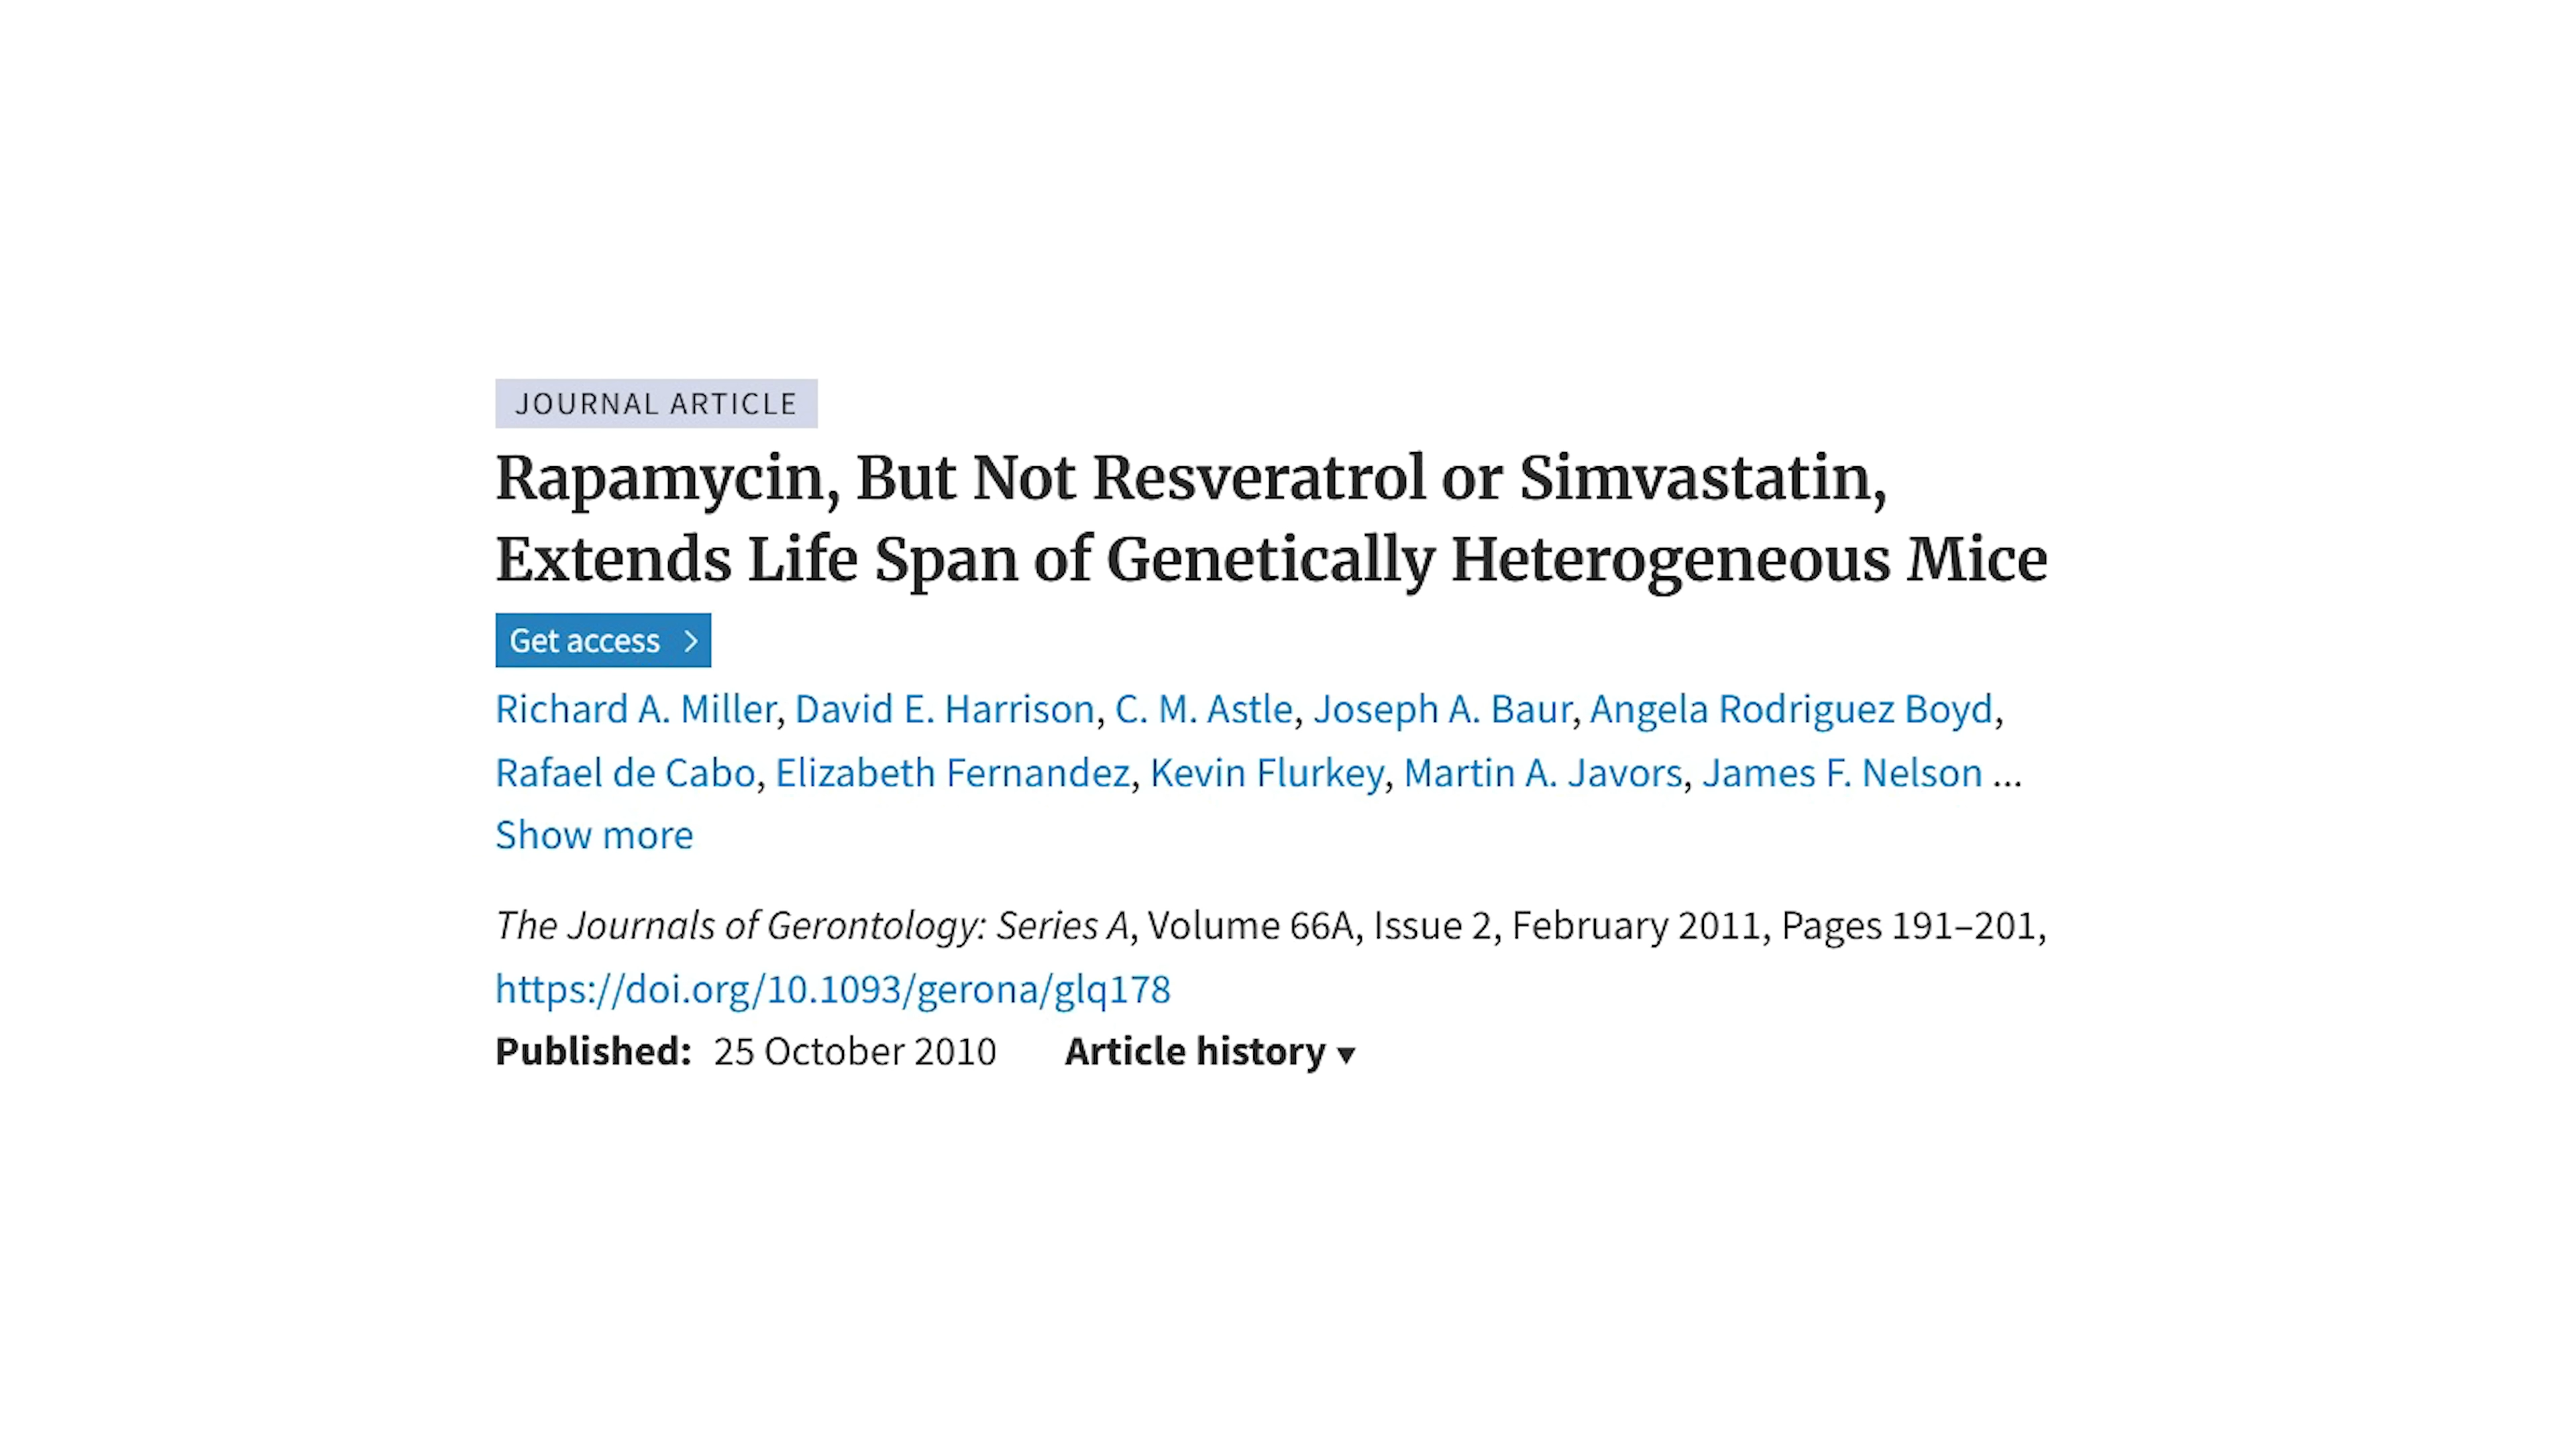 JOURNAL ARTICLE
Rapamycin, But Not Resveratrol or Simvastatin,
Extends Life Span of Genetically Heterogeneous Mice
Get access >
Richard A. Miller, David E. Harrison, C. M. Astle, Joseph A. Baur, Angela Rodriguez Boyd,
Rafael de Cabo, Elizabeth Fernandez, Kevin Flurkey, Martin A. Javors, James F. Nelson ...
Show more
The Journals of Gerontology: Series A, Volume 66A, Issue 2, February 2011, Pages 191–201,
https://doi.org/10.1093/gerona/glq178
Published: 25 October 2010 Article history ▼